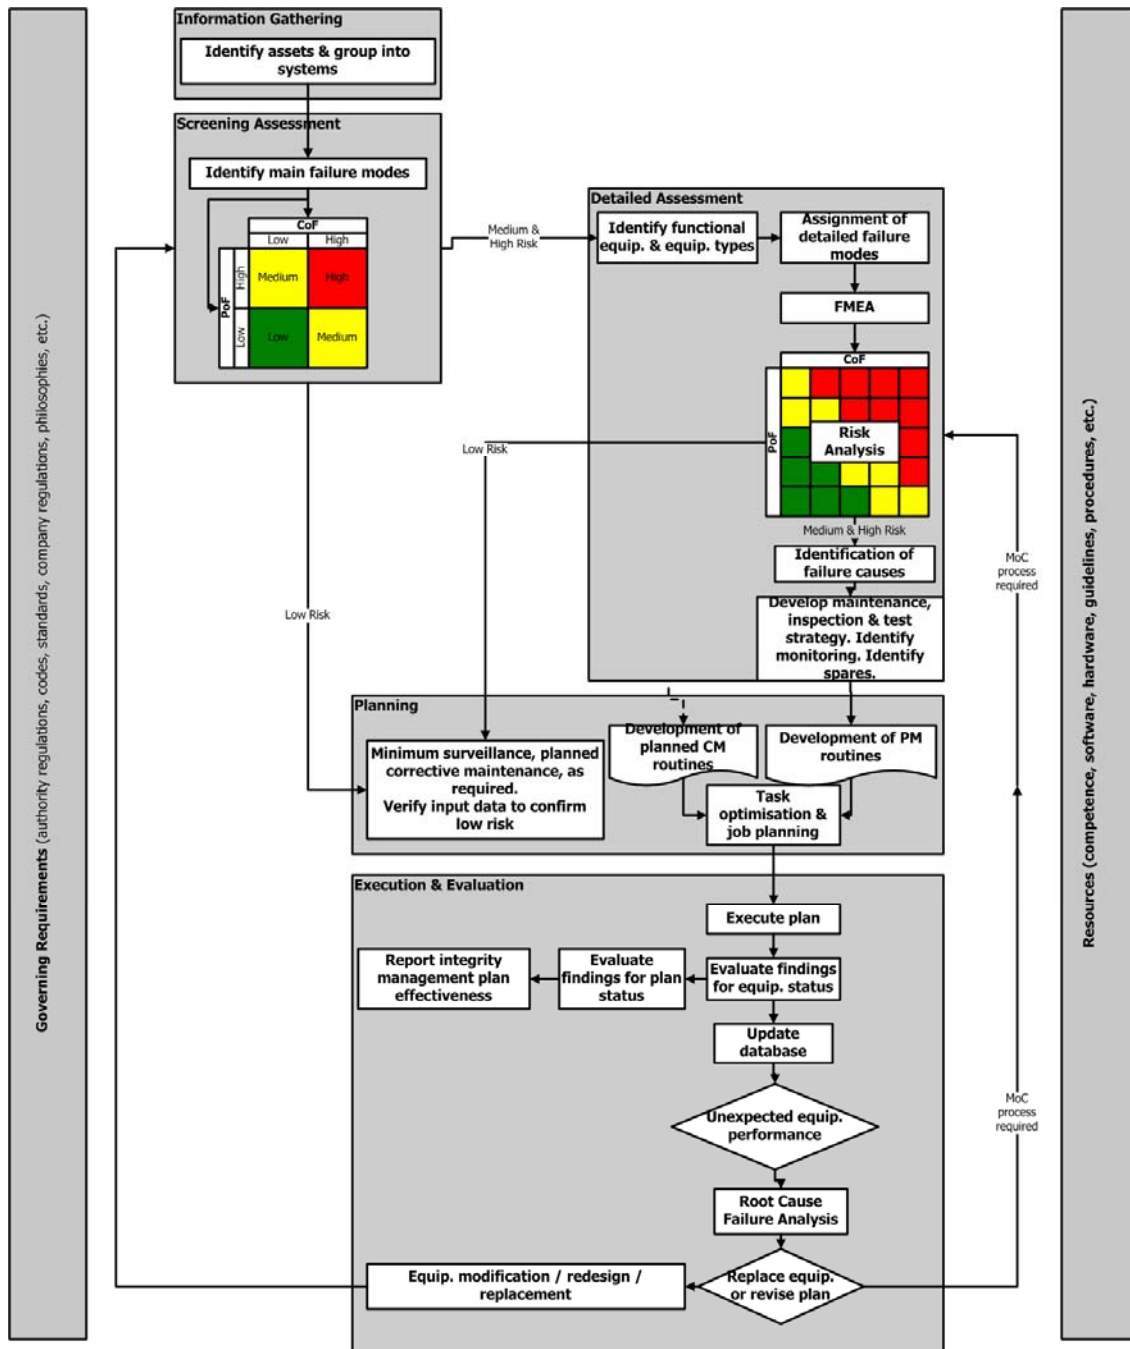 Governing Requirements (authority regulations, codes, standards, company regulations, philosophies, etc.)
Information Gathering
Identify assets & group into
systems
Screening Assessment
Identify main failure modes
CoF
Low
High
PoF
High
Low
Medium
High
Low
Medium
Medium &
High Risk
Low Risk
Detailed Assessment
Identify functional
equip. & equip. types
Assignment of
detailed failure
modes
FMEA
CoF
PoF
Risk
Analysis
Low Risk
Medium & High Risk
Identification of
failure causes
Develop maintenance,
inspection & test
strategy. Identify
monitoring. Identify
spares.
Planning
Minimum surveillance, planned
corrective maintenance, as
required.
Verify input data to confirm
low risk
Development of
planned CM
routines
Development of PM
routines
Task
optimisation &
job planning
Execution & Evaluation
Execute plan
Evaluate findings
for equip. status
Evaluate
findings for plan
status
Report integrity
management plan
effectiveness
Update
database
Unexpected equip.
performance
Root Cause
Failure Analysis
Replace equip.
or revise plan
Equip. modification / redesign /
replacement
MoC
process
required
MoC
process
required
Resources (competence, software, hardware, guidelines, procedures, etc.)